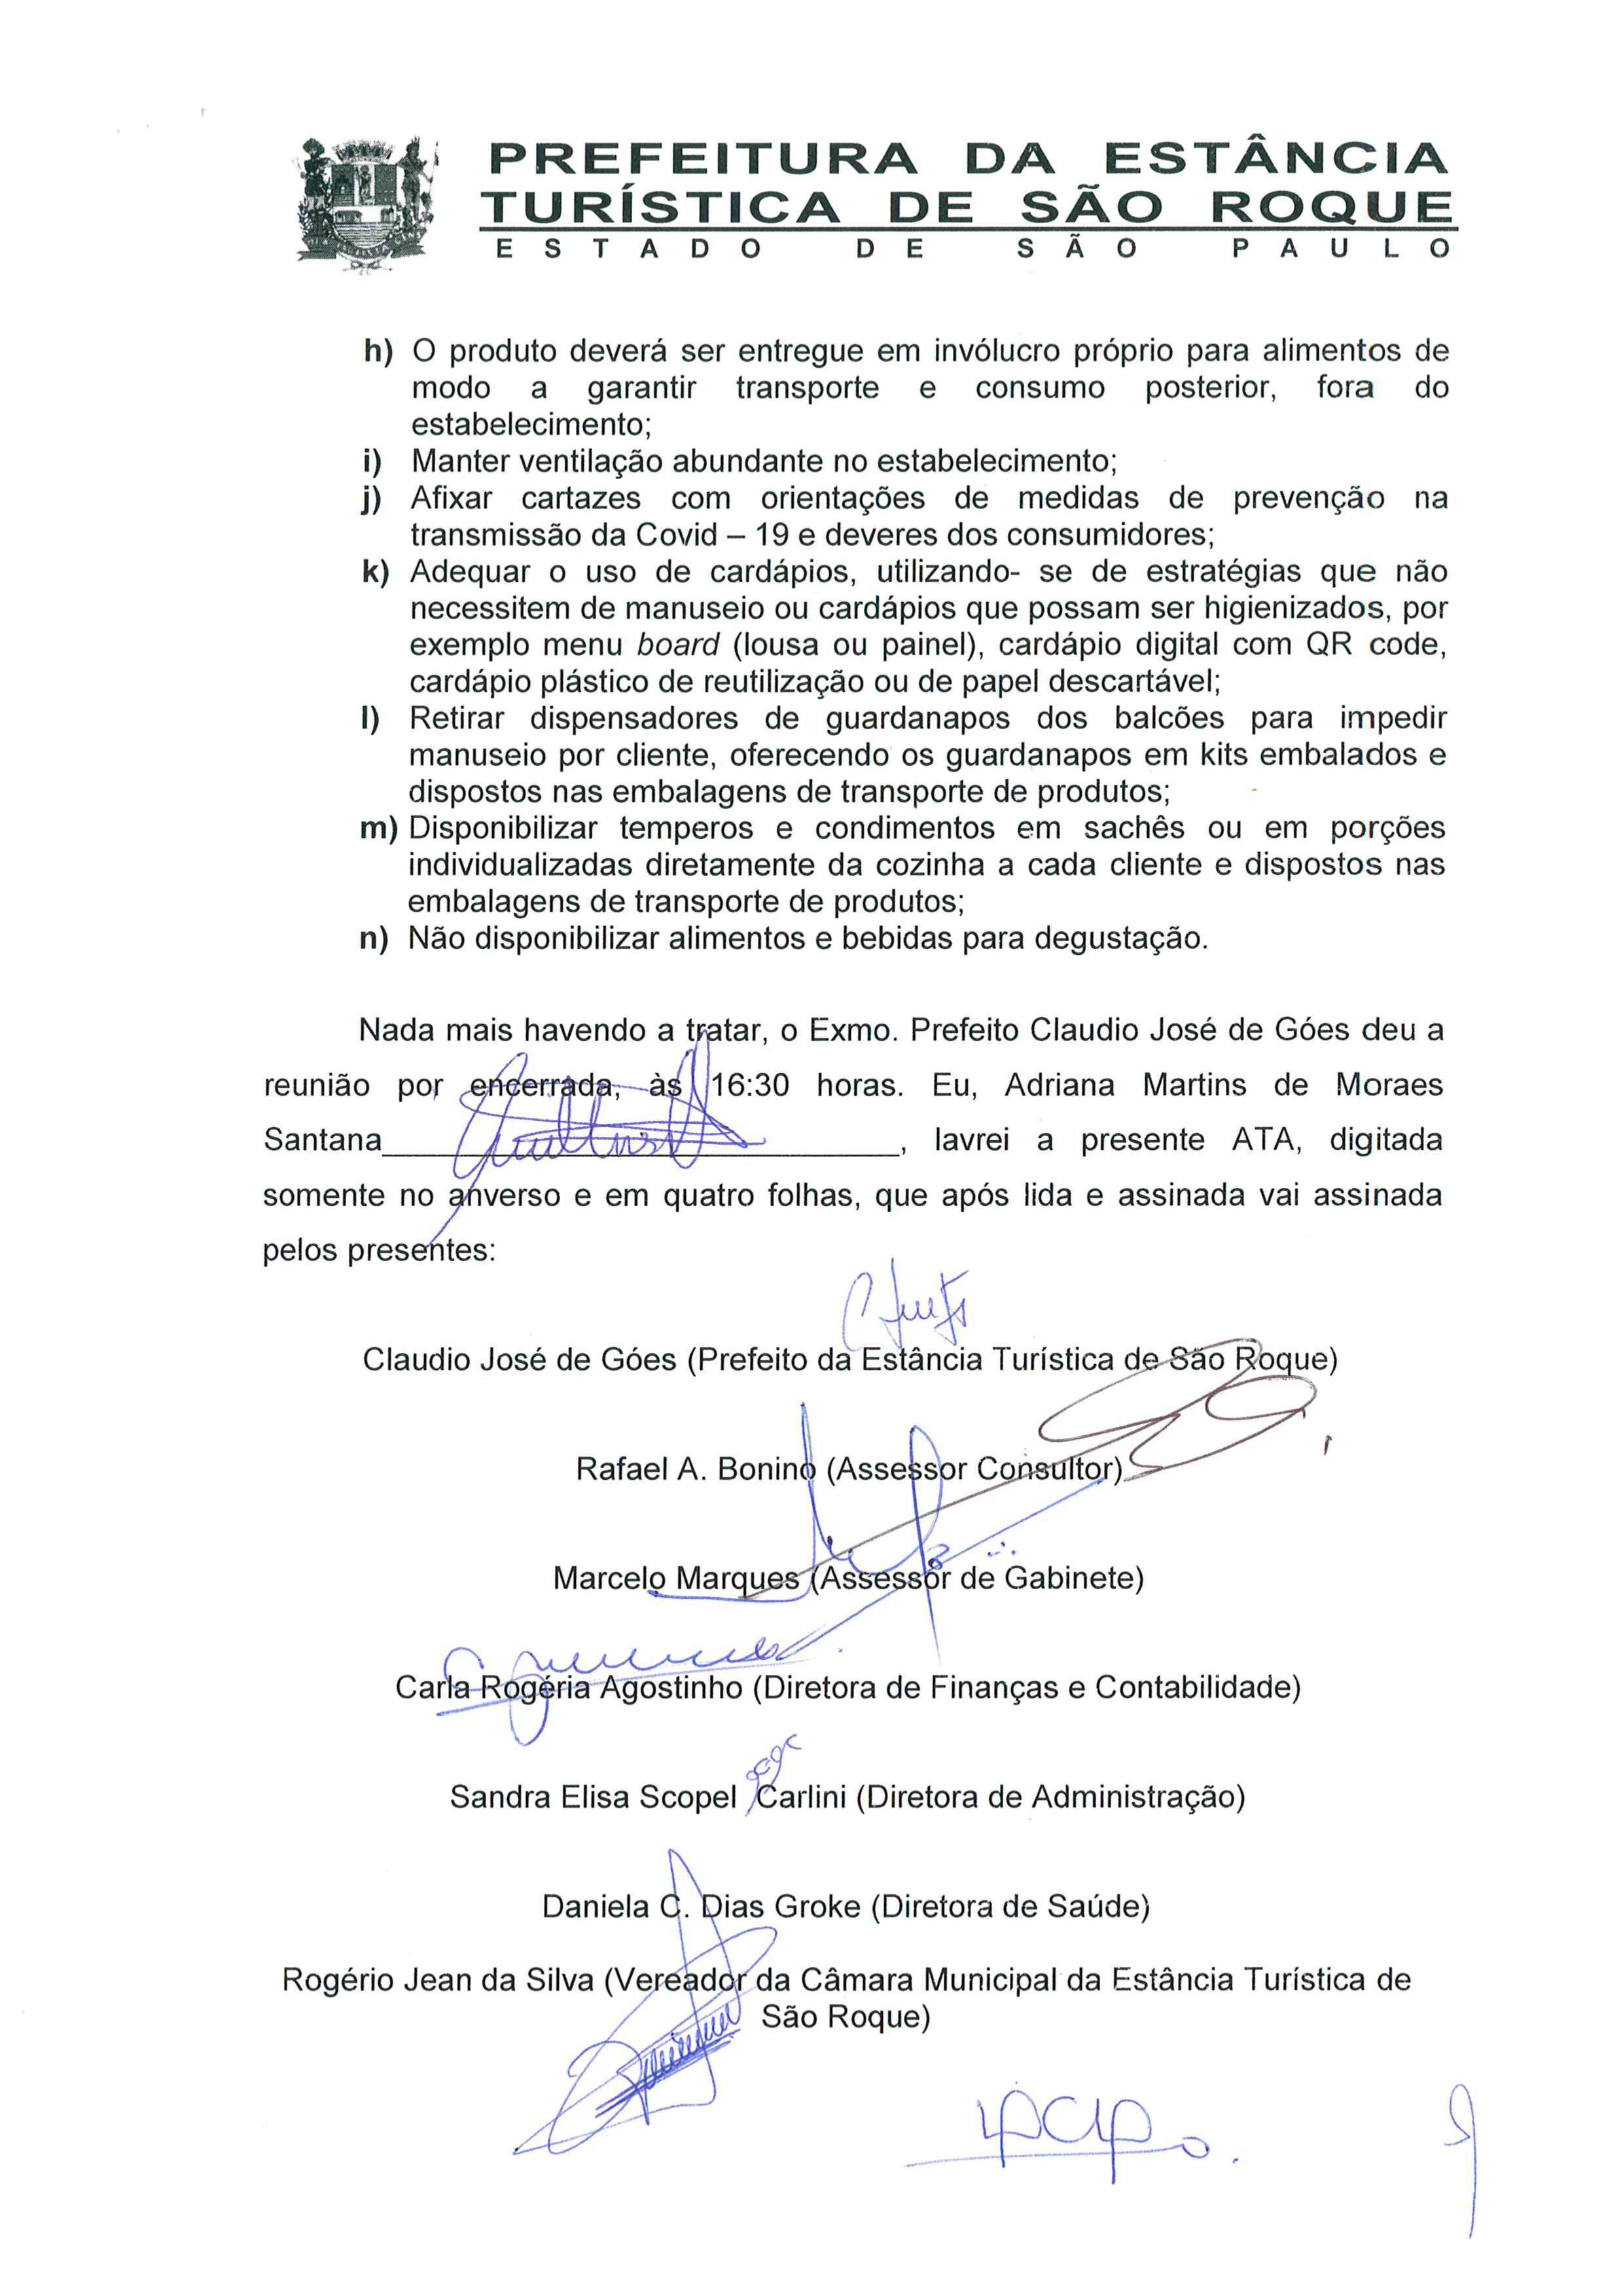 PREFEITURA DA ESTÂNCIA
TURÍSTICA DE SÃO ROQUE
ESTADO DE SÃO PAULO
h) O produto deverá ser entregue em invólucro próprio para alimentos de
modo a garantir transporte e consumo posterior, fora do
estabelecimento;
i) Manter ventilação abundante no estabelecimento;
j) Afixar cartazes com orientações de medidas de prevenção na
transmissão da Covid – 19 e deveres dos consumidores;
k) Adequar o uso de cardápios, utilizando- se de estratégias que não
necessitem de manuseio ou cardápios que possam ser higienizados, por
exemplo menu board (lousa ou painel), cardápio digital com QR code,
cardápio plástico de reutilização ou de papel descartável;
l) Retirar dispensadores de guardanapos dos balcões para impedir
manuseio por cliente, oferecendo os guardanapos em kits embalados e
dispostos nas embalagens de transporte de produtos;
m) Disponibilizar temperos e condimentos em sachês ou em porções
individualizadas diretamente da cozinha a cada cliente e dispostos nas
embalagens de transporte de produtos;
n) Não disponibilizar alimentos e bebidas para degustação.
Nada mais havendo a tratar, o Exmo. Prefeito Claudio José de Góes deu a
reunião por encerrada, às 16:30 horas. Eu, Adriana Martins de Moraes
Santana______________________________, lavrei a presente ATA, digitada
somente no anverso e em quatro folhas, que após lida e assinada vai assinada
pelos presentes:
Claudio José de Góes (Prefeito da Estância Turística de São Roque)
Rafael A. Bonino (Assessor Consultor)
Marcelo Marques (Assessor de Gabinete)
Carla Rogéria Agostinho (Diretora de Finanças e Contabilidade)
Sandra Elisa Scopel Carlini (Diretora de Administração)
Daniela C. Dias Groke (Diretora de Saúde)
Rogério Jean da Silva (Vereador da Câmara Municipal da Estância Turística de
São Roque)